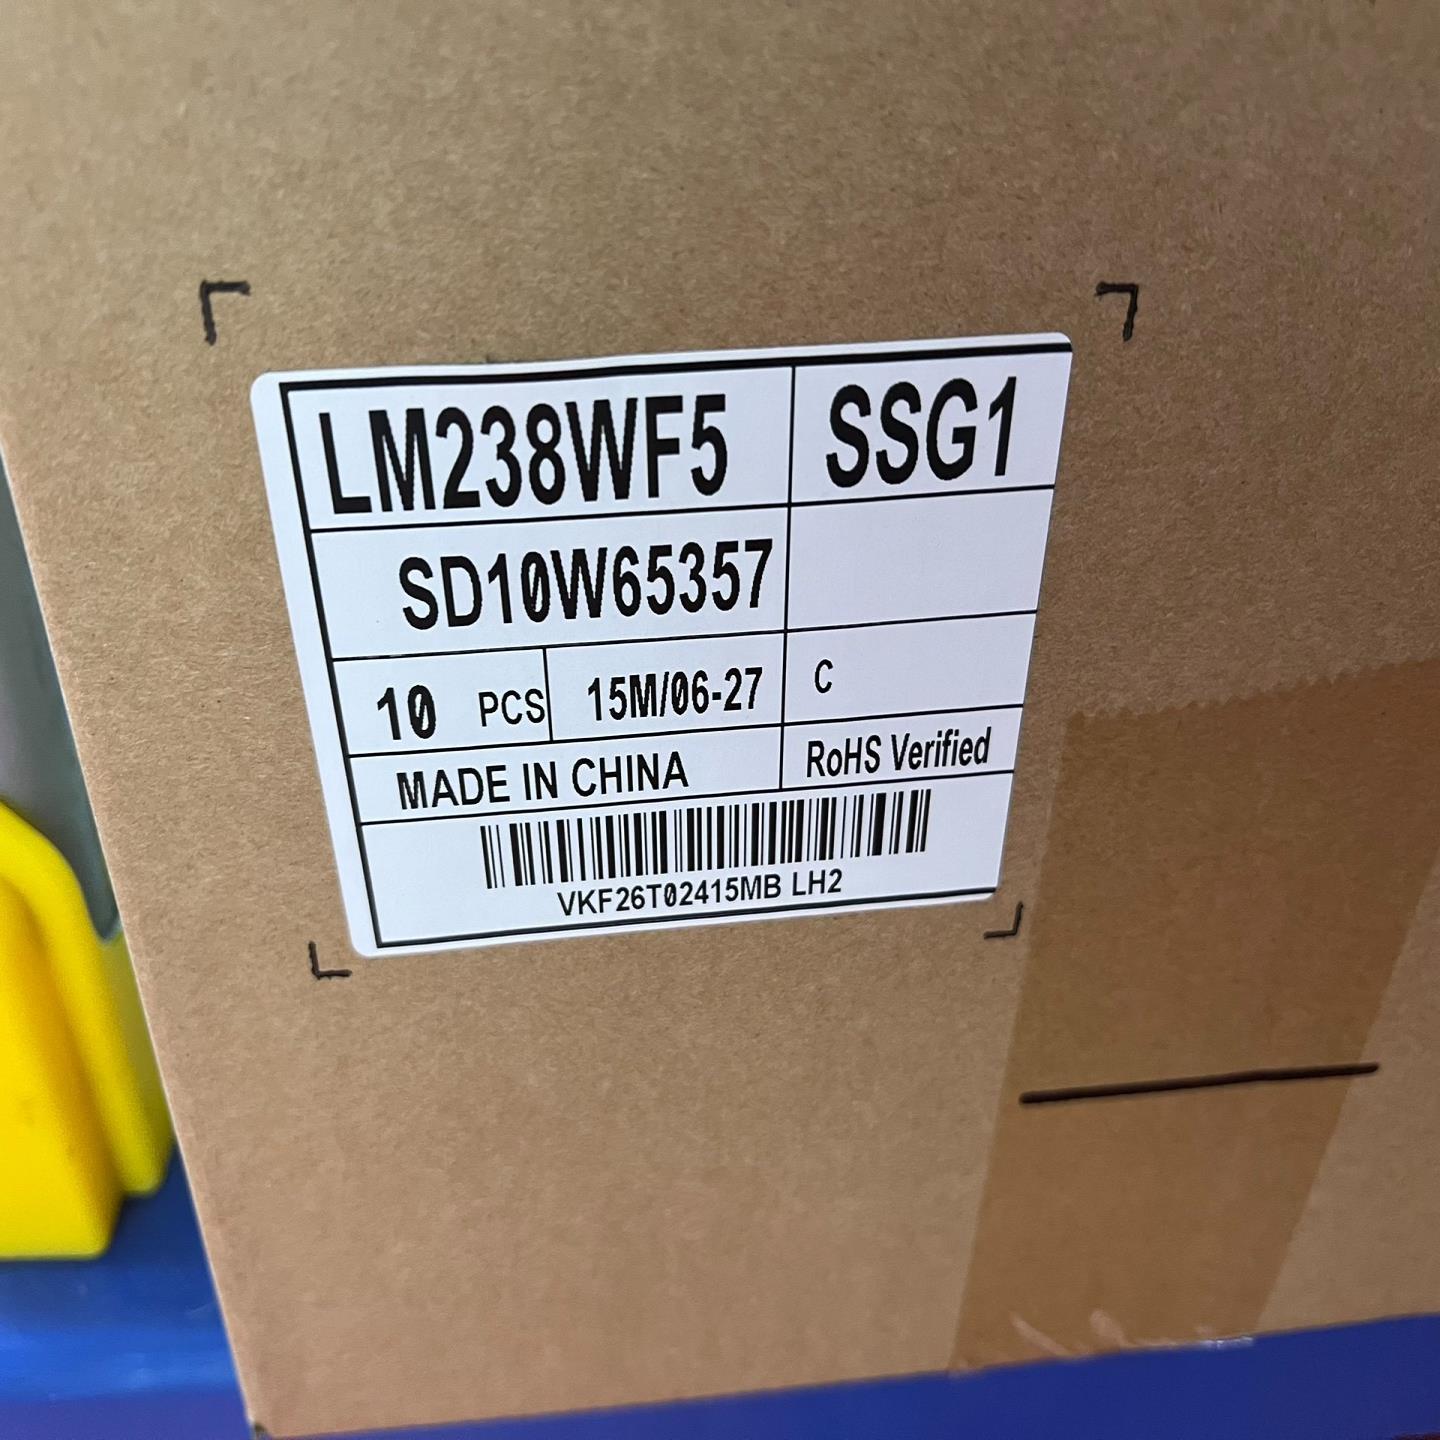 LM238WF5 SSG1
SD10W65357
10 PCS 15M/06-27 C
MADE IN CHINA RoHS Verified
VKF26T02415MB LH2